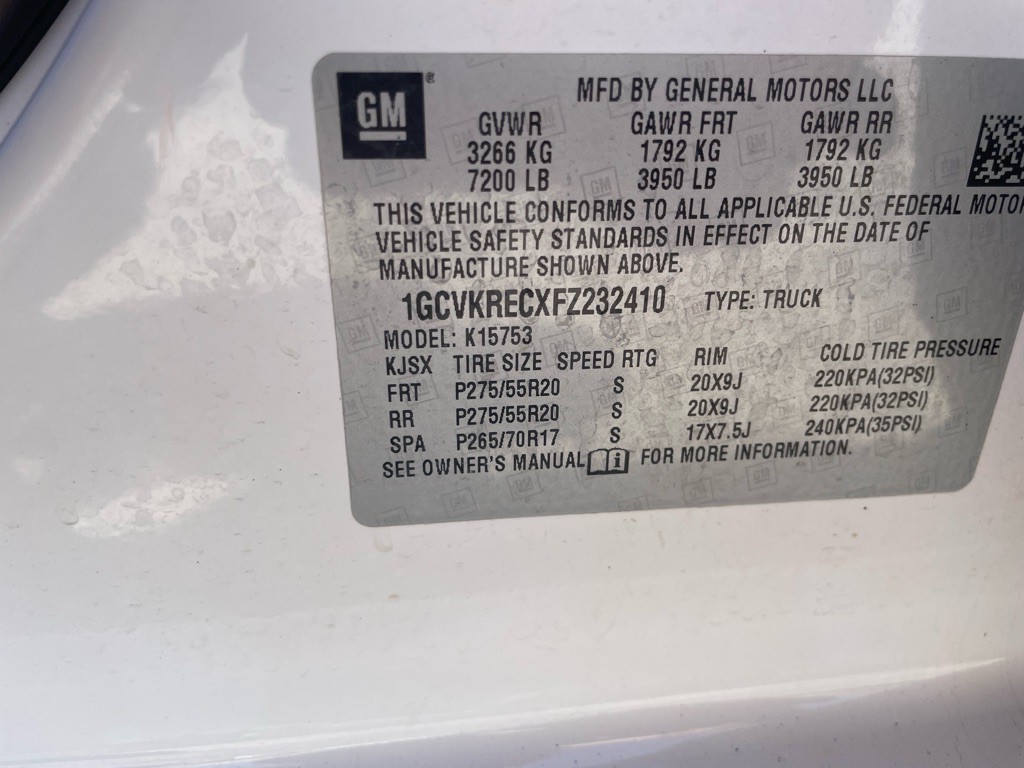 GM ®
MFD BY GENERAL MOTORS LLC
GVWR GAWR FRT GAWR RR
3266 KG 1792 KG 1792 KG
7200 LB 3950 LB 3950 LB
THIS VEHICLE CONFORMS TO ALL APPLICABLE U.S. FEDERAL MOTOR
VEHICLE SAFETY STANDARDS IN EFFECT ON THE DATE OF
MANUFACTURE SHOWN ABOVE.
1GCVKRECXFZ232410 TYPE: TRUCK
MODEL: K15753
KJSX TIRE SIZE SPEED RTG RIM COLD TIRE PRESSURE
FRT P275/55R20 S 20X9J 220KPA(32PSI)
RR P275/55R20 S 20X9J 220KPA(32PSI)
SPA P265/70R17 S 17X7.5J 240KPA(35PSI)
SEE OWNER'S MANUAL i FOR MORE INFORMATION.